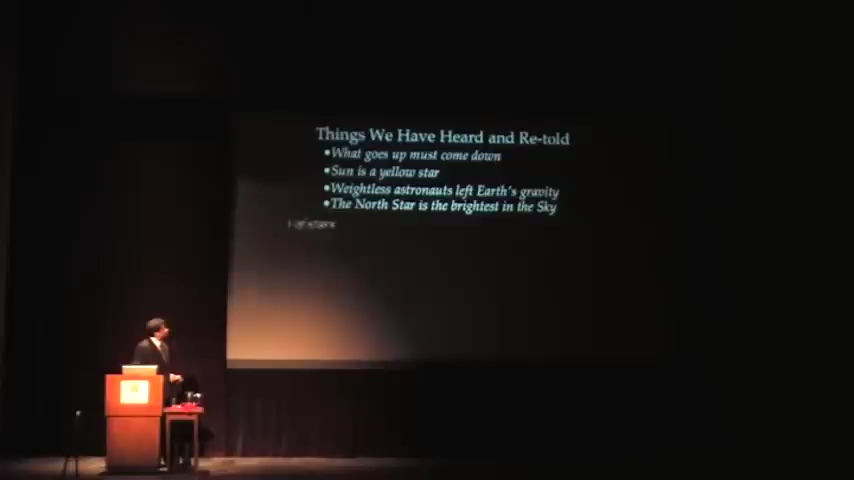 Things We Have Heard and Re-told
•What goes up must come down
•Sun is a yellow star
•Weightless astronauts left Earth's gravity
•The North Star is the brightest in the Sky